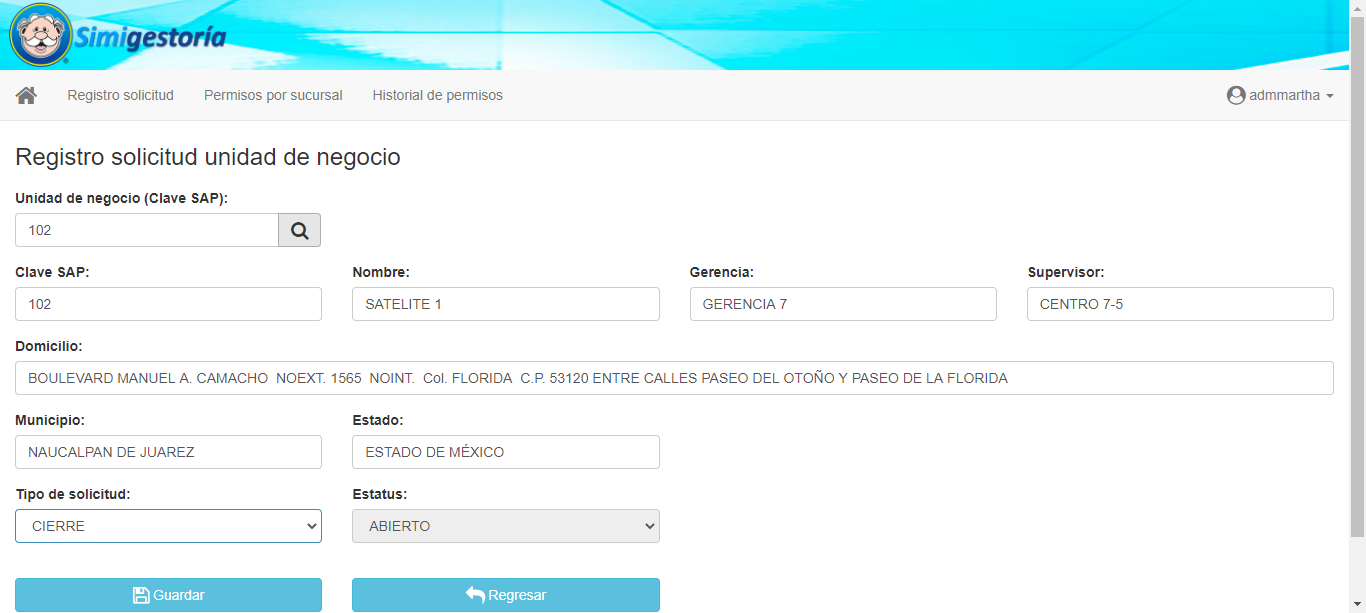 Simigestoría
Registro solicitud Permisos por sucursal Historial de permisos admmartha
Registro solicitud unidad de negocio
Unidad de negocio (Clave SAP):
102
Clave SAP: Nombre: Gerencia: Supervisor:
102 SATELITE 1 GERENCIA 7 CENTRO 7-5
Domicilio:
BOULEVARD MANUEL A. CAMACHO NOEXT. 1565 NOINT. Col. FLORIDA C.P. 53120 ENTRE CALLES PASEO DEL OTOÑO Y PASEO DE LA FLORIDA
Municipio: Estado:
NAUCALPAN DE JUAREZ ESTADO DE MÉXICO
Tipo de solicitud: Estatus:
CIERRE ABIERTO
Guardar Regresar